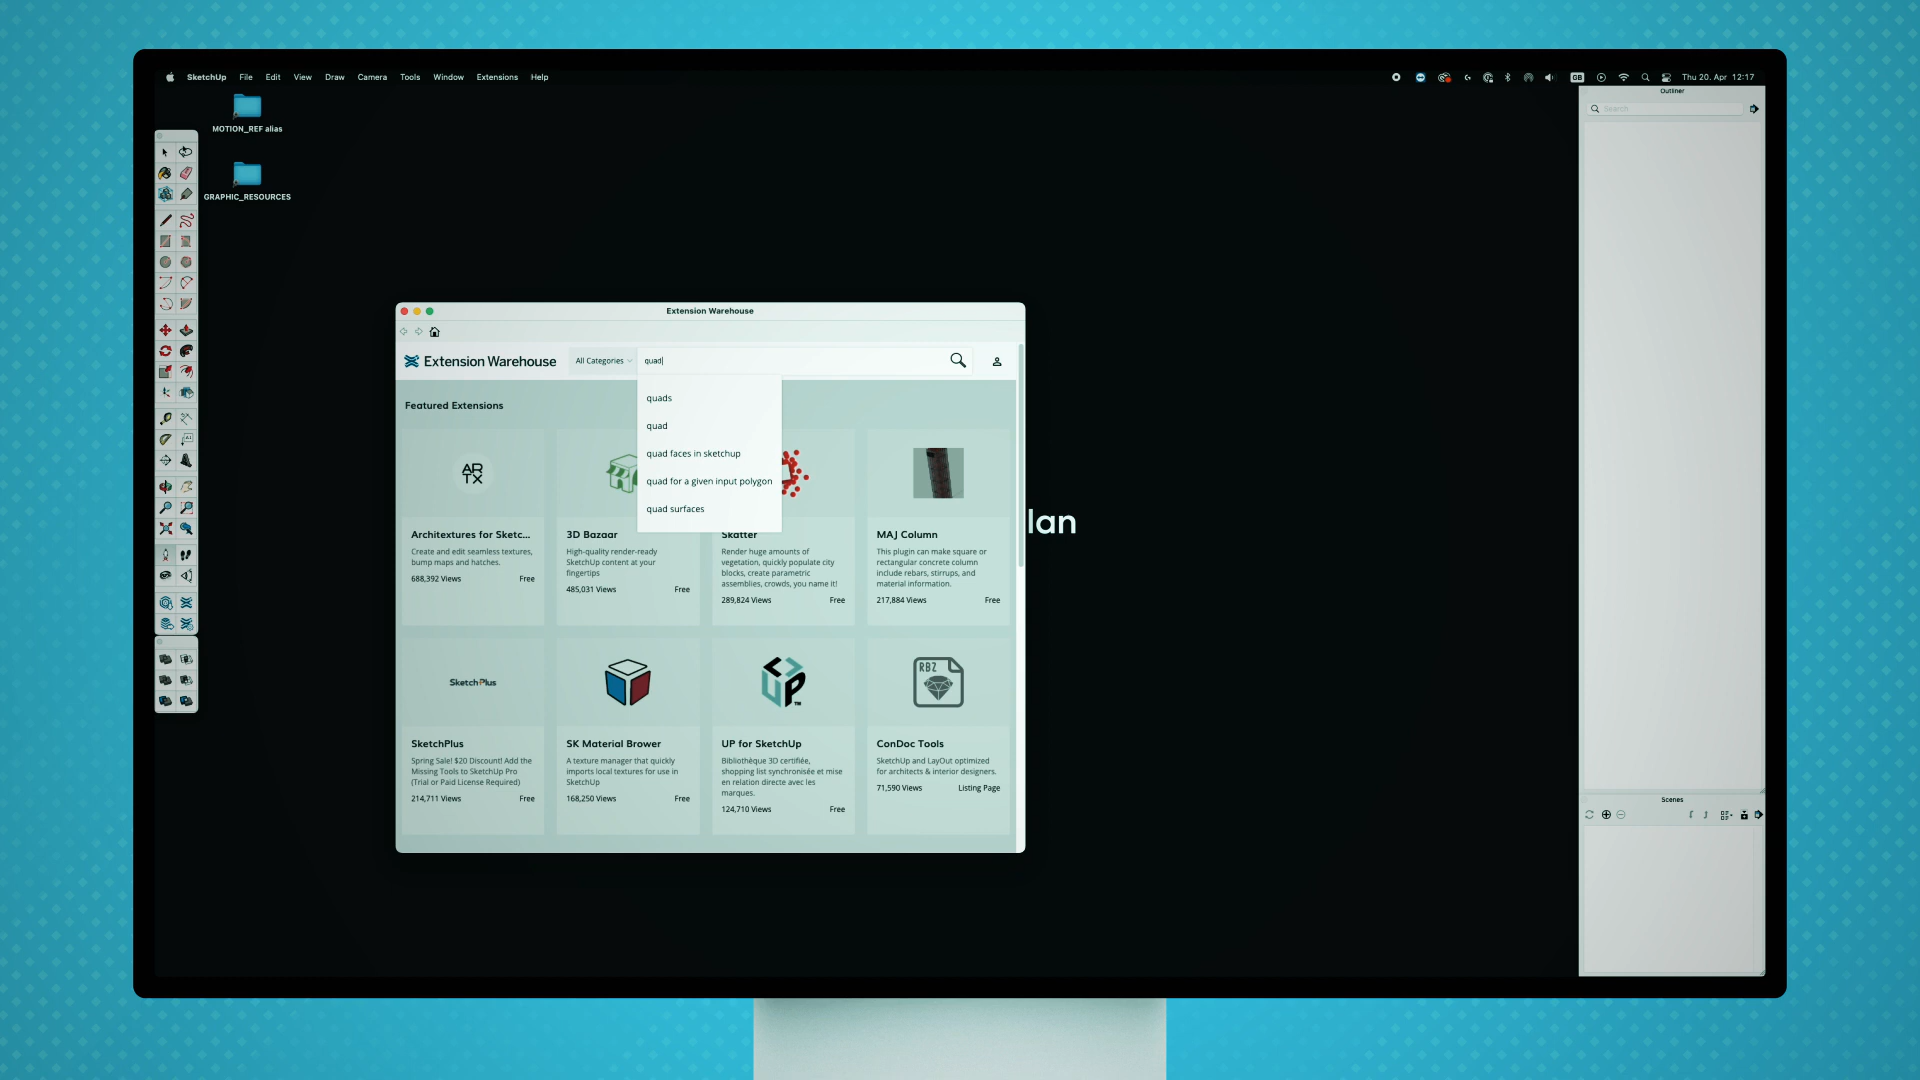 SketchUp File Edit View Draw Camera Tools Window Extensions Help
GB Thu 20. Apr 12:17
MOTION_REF alias
GRAPHIC_RESOURCES
Outliner
Search
Extension Warehouse
Extension Warehouse
All Categories
quad
quads
quad
quad faces in sketchup
quad for a given input polygon
quad surfaces
Featured Extensions
AR
TX
Architextures for Sketc...
Create and edit seamless textures,
bump maps and hatches.
688,392 Views Free
3D Bazaar
High-quality render-ready
SketchUp content at your
fingertips
485,031 Views Free
Skatter
Render huge amounts of
vegetation, quickly populate city
blocks, create parametric
assemblies, crowds, you name it!
289,824 Views Free
MAJ Column
This plugin can make square or
rectangular concrete column
include rebars, stirrups, and
material information.
217,884 Views Free
lan
SketchPlus
SketchPlus
Spring Sale! $20 Discount! Add the
Missing Tools to SketchUp Pro
(Trial or Paid License Required)
214,711 Views Free
SK Material Brower
A texture manager that quickly
imports local textures for use in
SketchUp
168,250 Views Free
UP
TM
UP for SketchUp
Bibliothèque 3D certifiée,
shopping list synchronisée et mise
en relation directe avec les
marques.
124,710 Views Free
RBZ
ConDoc Tools
SketchUp and LayOut optimized
for architects & interior designers.
71,590 Views Listing Page
Scenes